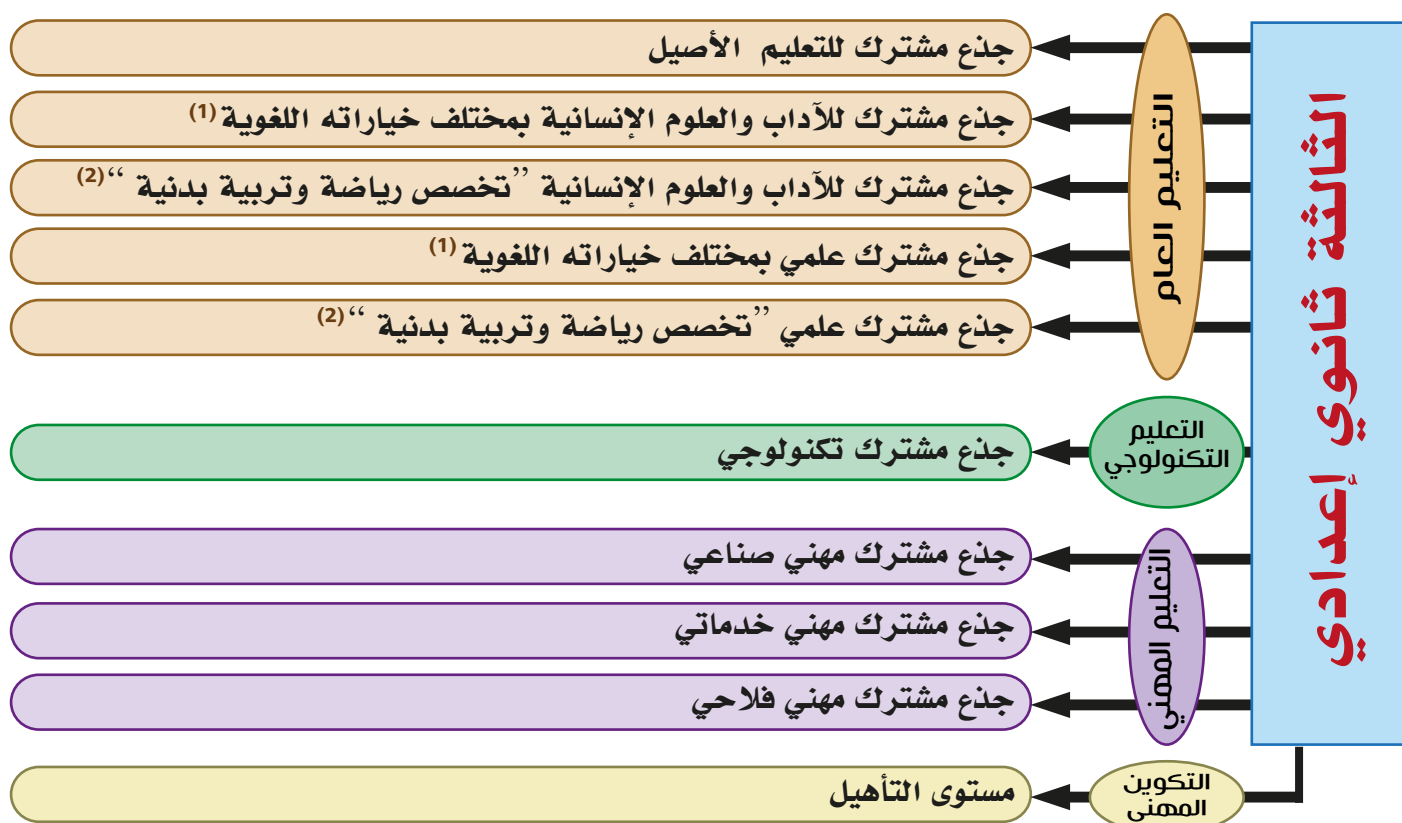 الثالثة ثانوي إعدادي
التعليم العام
جذع مشترك للتعليم الأصيل
جذع مشترك للآداب والعلوم الإنسانية بمختلف خياراته اللغوية (1)
جذع مشترك للآداب والعلوم الإنسانية ”تخصص رياضة وتربية بدنية “ (2)
جذع مشترك علمي بمختلف خياراته اللغوية (1)
جذع مشترك علمي ”تخصص رياضة وتربية بدنية “ (2)
التعليم
التكنولوجي
جذع مشترك تكنولوجي
التعليم المهني
جذع مشترك مهني صناعي
جذع مشترك مهني خدماتي
جذع مشترك مهني فلاحي
التكوين
المهني
مستوى التأهيل